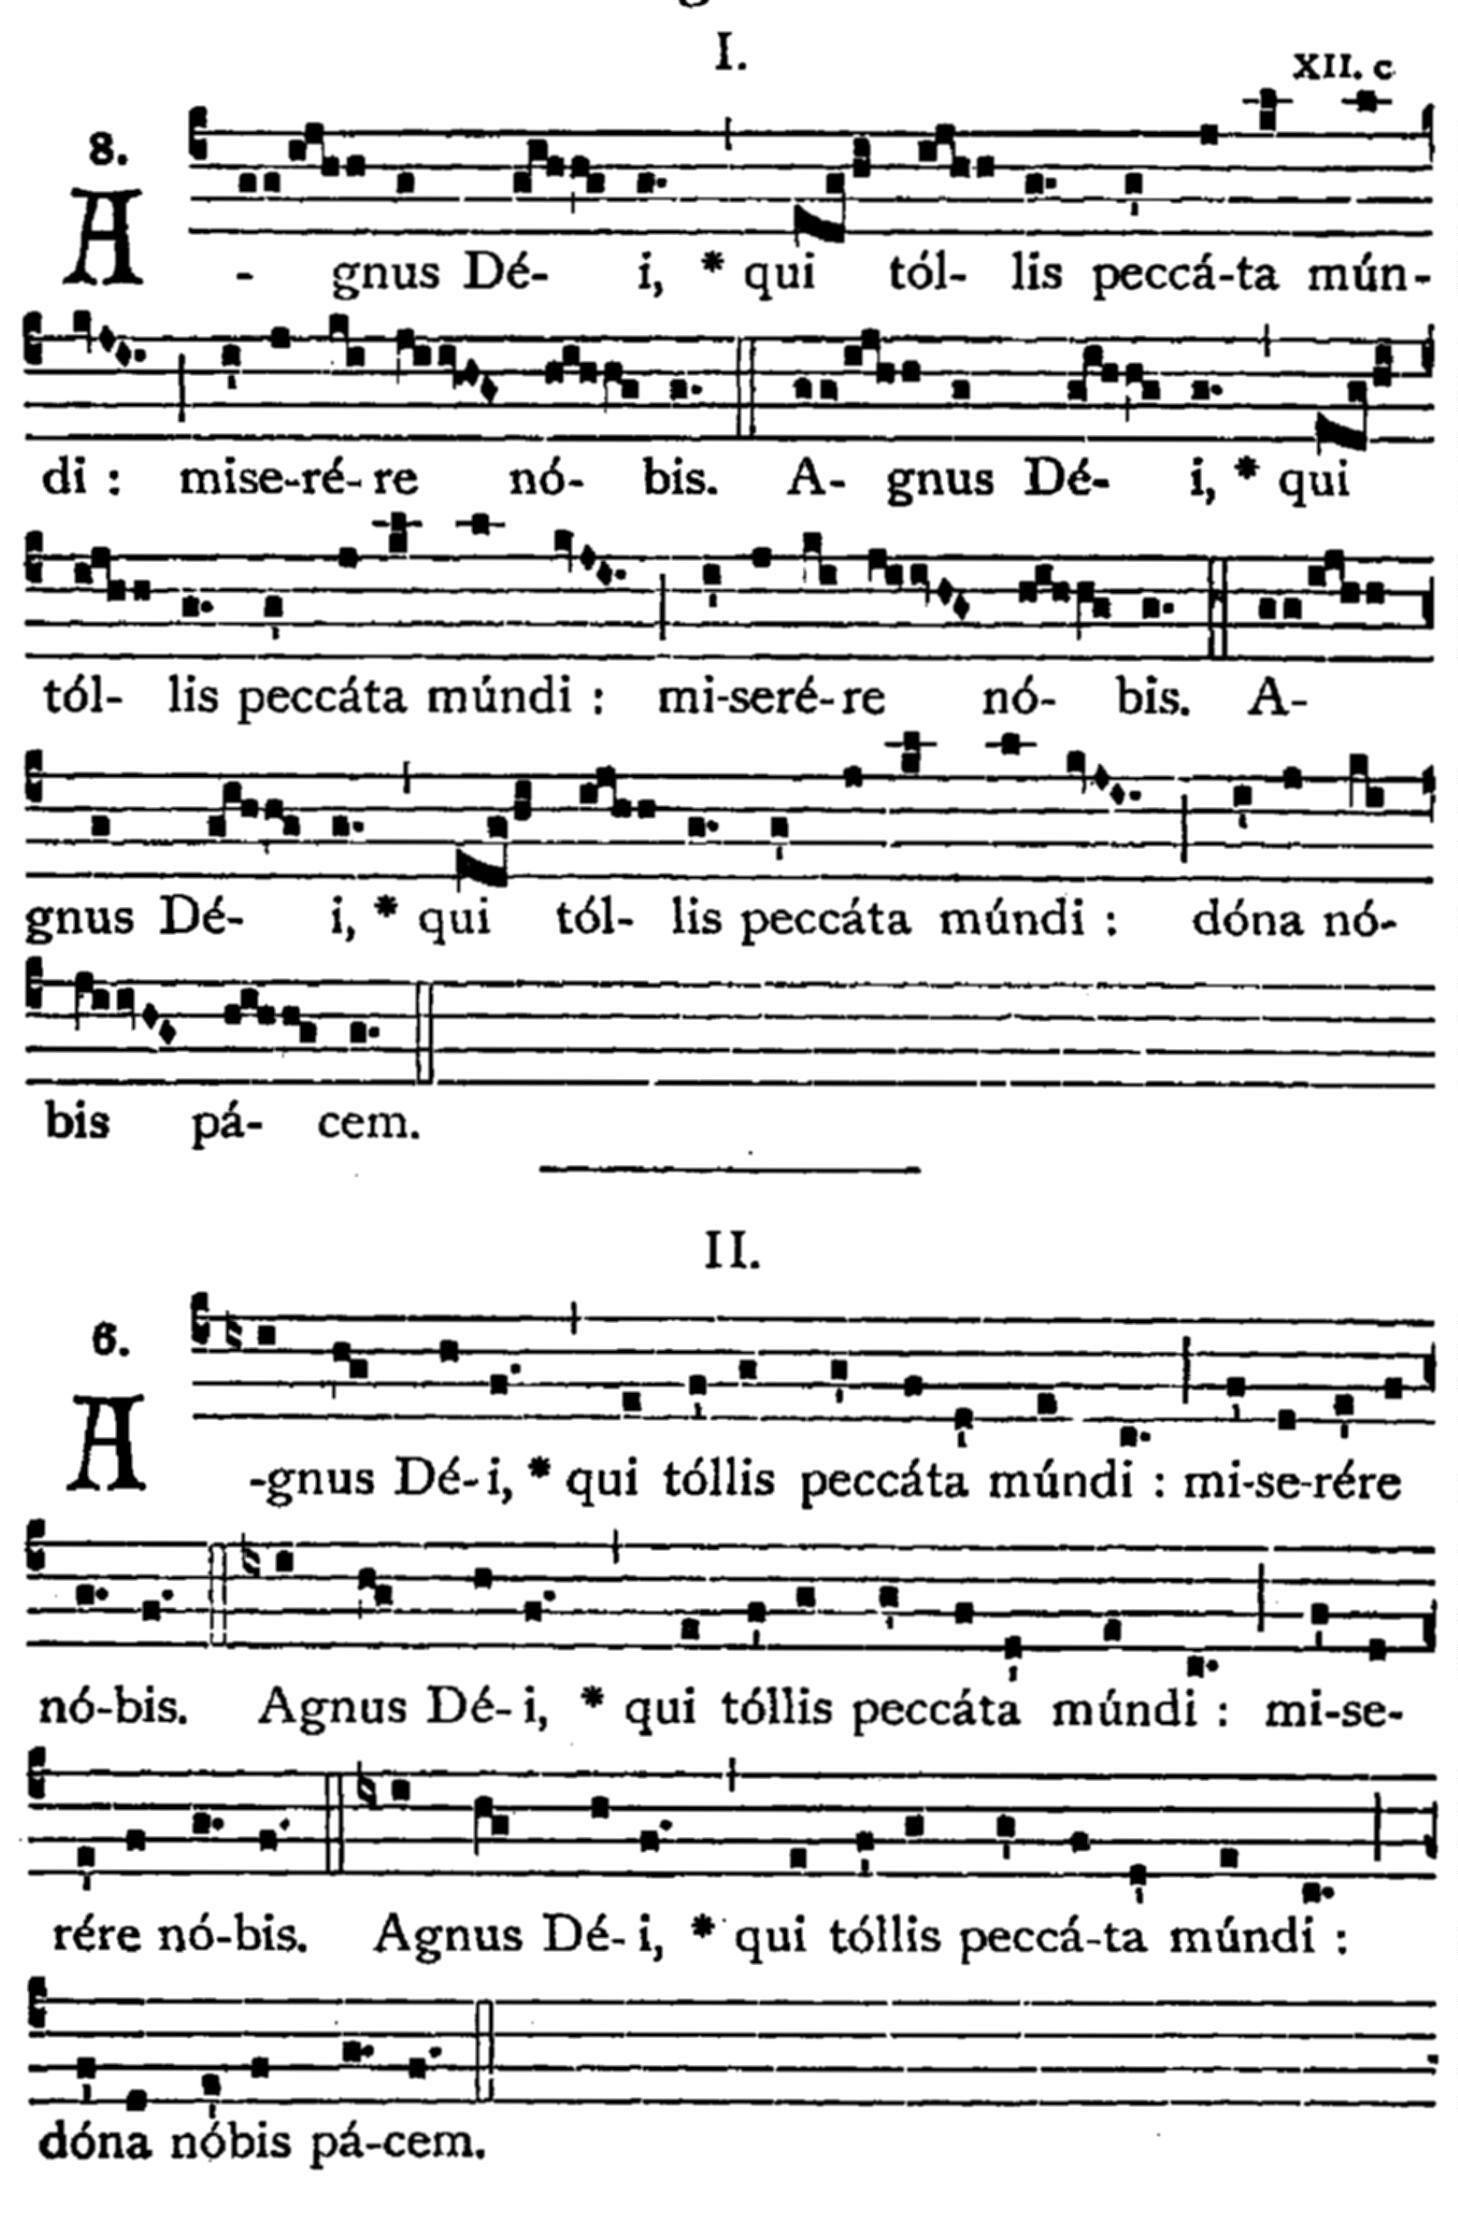 I.
XII. c
8.
A - gnus Dé- i, * qui tól- lis peccá-ta mún-
di : mise-ré-re nó- bis. A- gnus Dé- i, * qui
tól- lis peccáta múndi : mi-seré-re nó- bis. A-
gnus Dé- i, * qui tól- lis peccáta múndi : dóna nó-
bis pá- cem.
II.
6.
A -gnus Dé-i, * qui tóllis peccáta múndi : mi-se-rére
nó-bis. Agnus Dé-i, * qui tóllis peccáta múndi : mi-se-
rére nó-bis. Agnus Dé-i, * qui tóllis peccá-ta múndi :
dóna nóbis pá-cem.